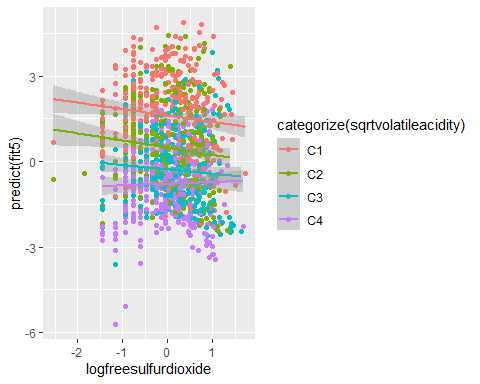 3
0
-3
-6
predict(fit5)
-2
-1
0
1
logfreesulfurdioxide
categorize(sqrtvolatileacidity)
C1
C2
C3
C4